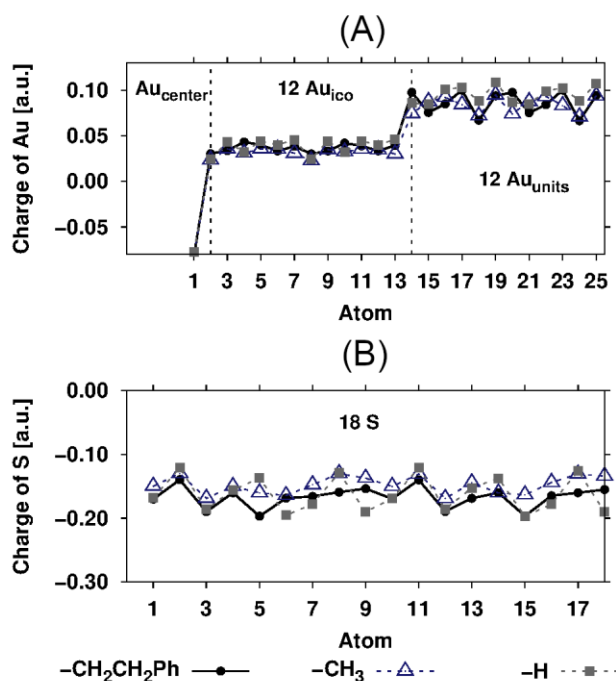 (A)
Charge of Au [a.u.]
0.10
0.05
0.00
−0.05
Au_center
12 Au_ico
12 Au_units
1 3 5 7 9 11 13 15 17 19 21 23 25
Atom
(B)
Charge of S [a.u.]
0.00
−0.10
−0.20
−0.30
18 S
1 3 5 7 9 11 13 15 17
Atom
−CH₂CH₂Ph −CH₃ −H